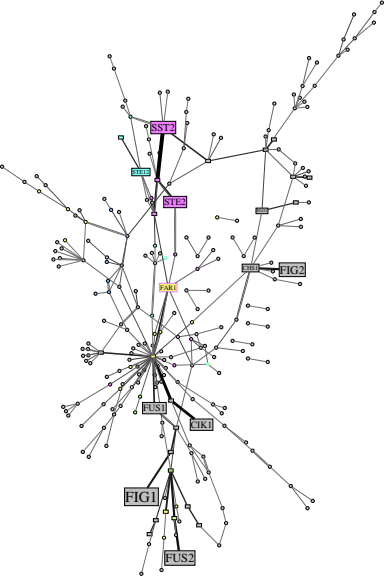 SST2
STE12
STE2
CHS1
FIG2
FAR1
FUS1
CIK1
FIG1
FUS2